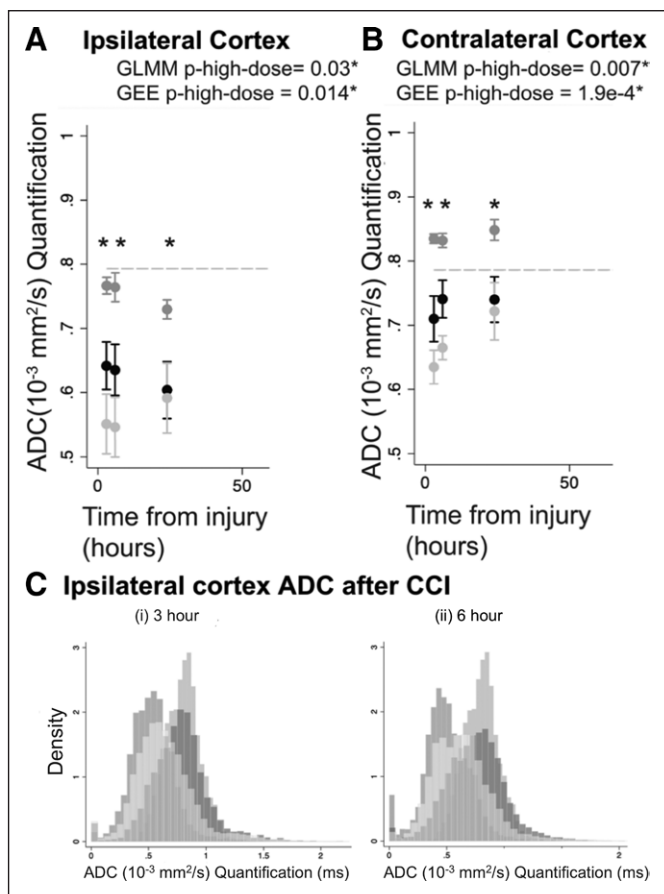 A Ipsilateral Cortex
GLMM p-high-dose= 0.03*
GEE p-high-dose = 0.014*
ADC(10⁻³ mm²/s) Quantification
1
.9
.8
.7
.6
.5
* * *
0 50
Time from injury
(hours)
B Contralateral Cortex
GLMM p-high-dose= 0.007*
GEE p-high-dose = 1.9e-4*
ADC (10⁻³ mm²/s) Quantification
1
.9
.8
.7
.6
.5
* * *
0 50
Time from injury
(hours)
C Ipsilateral cortex ADC after CCI
(i) 3 hour
Density
3
2
1
0
0 .5 1 1.5 2
ADC (10⁻³ mm²/s) Quantification (ms)
(ii) 6 hour
3
2
1
0
0 .5 2
ADC (10⁻³ mm²/s) Quantification (ms)